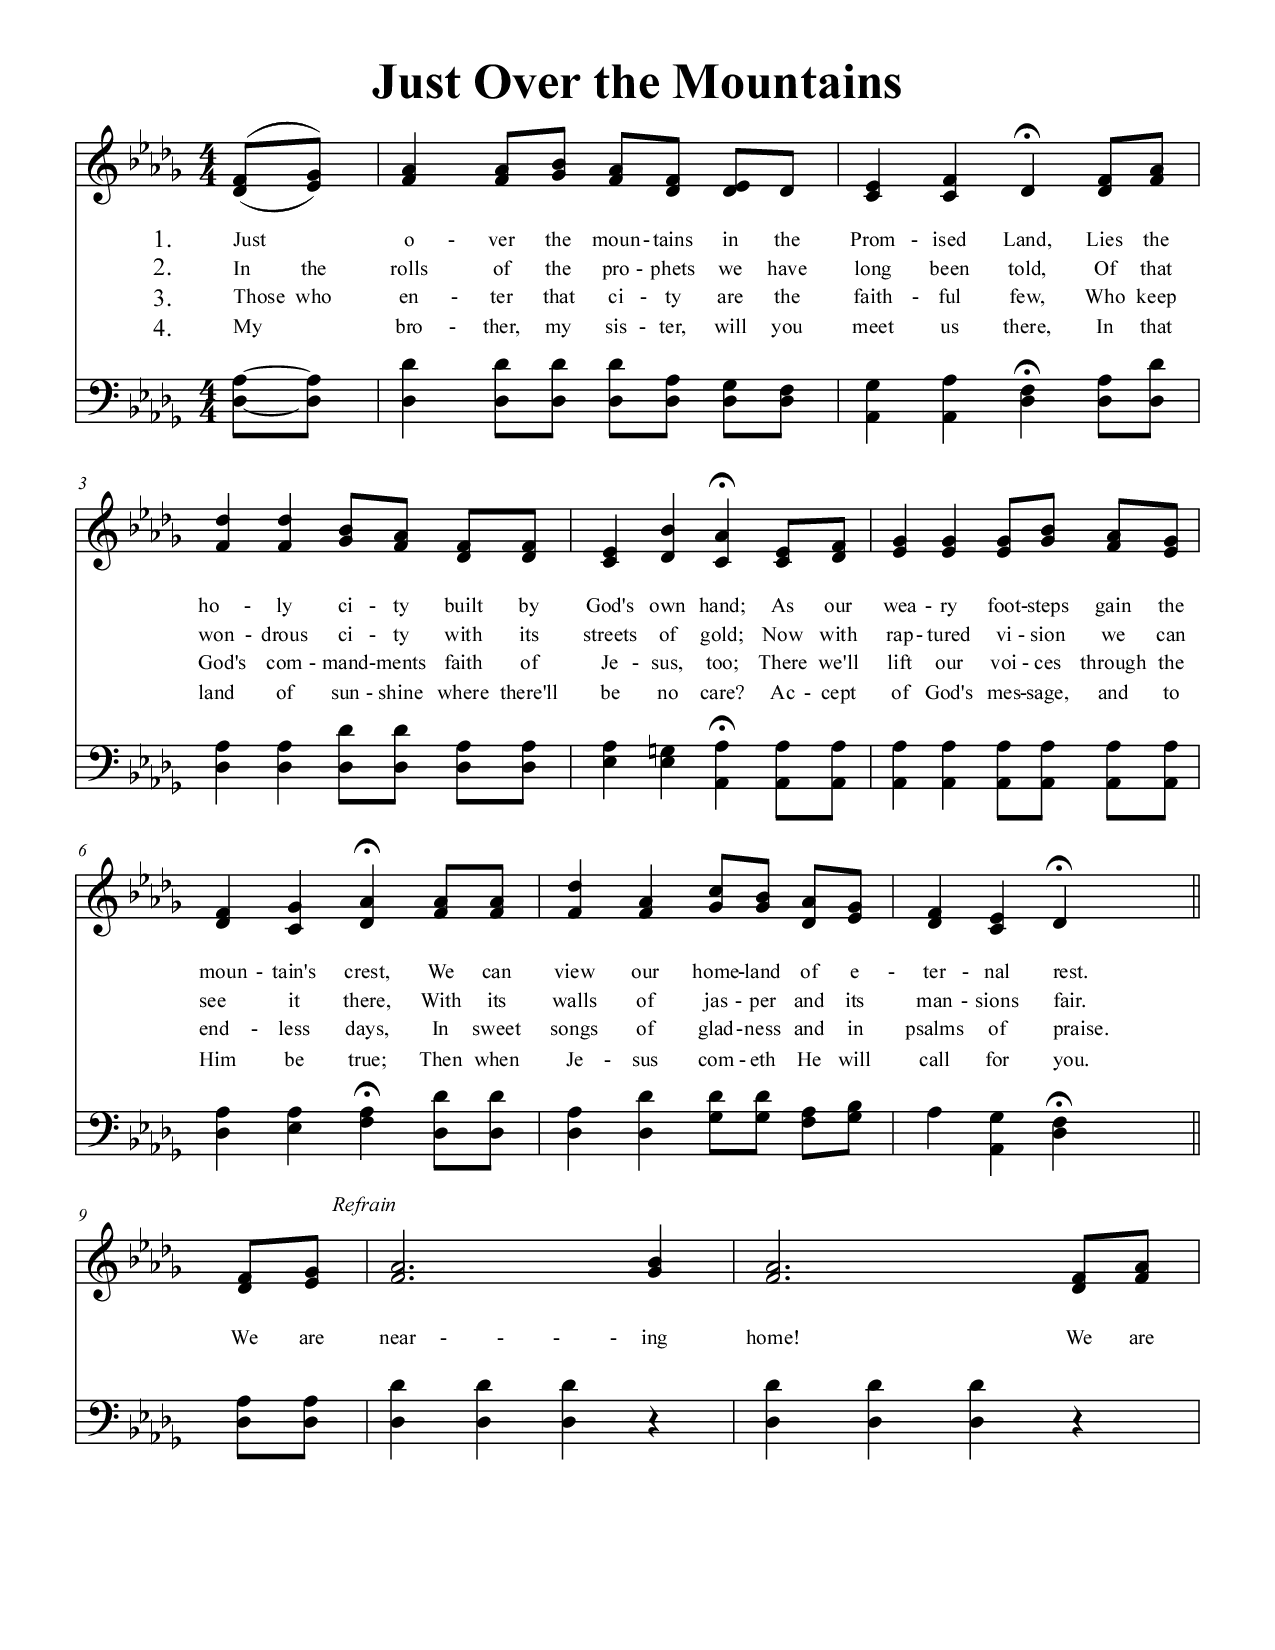 Just Over the Mountains
1. Just o - ver the moun - tains in the Prom - ised Land, Lies the
2. In the rolls of the pro - phets we have long been told, Of that
3. Those who en - ter that ci - ty are the faith - ful few, Who keep
4. My bro - ther, my sis - ter, will you meet us there, In that
3
ho - ly ci - ty built by God's own hand; As our wea - ry foot - steps gain the
won - drous ci - ty with its streets of gold; Now with rap - tured vi - sion we can
God's com - mand - ments faith of Je - sus, too; There we'll lift our voi - ces through the
land of sun - shine where there'll be no care? Ac - cept of God's mes - sage, and to
6
moun - tain's crest, We can view our home - land of e - ter - nal rest.
see it there, With its walls of jas - per and its man - sions fair.
end - less days, In sweet songs of glad - ness and in psalms of praise.
Him be true; Then when Je - sus com - eth He will call for you.
Refrain
9
We are near - - - ing home! We are